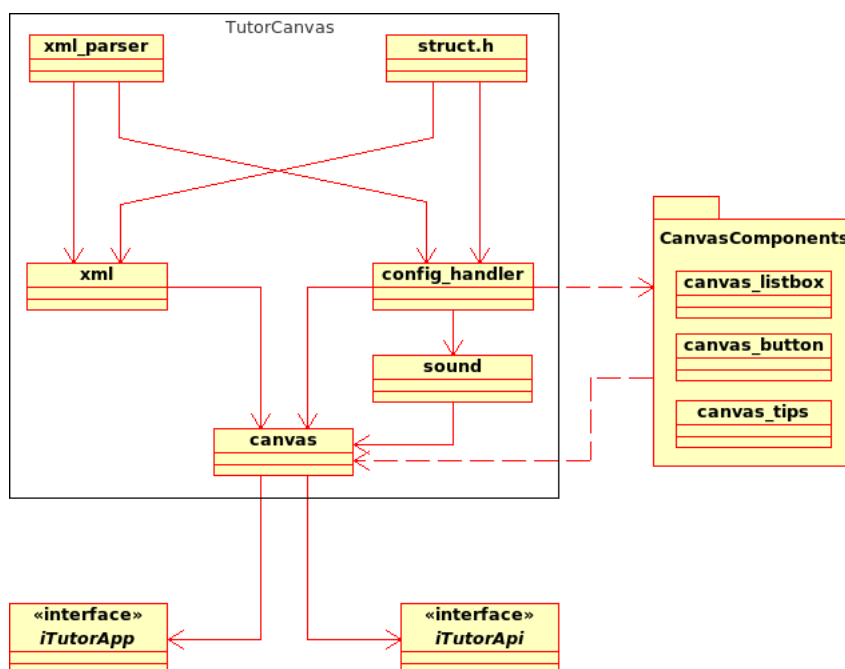 TutorCanvas
xml_parser
struct.h
CanvasComponents
xml
config_handler
canvas_listbox
canvas_button
sound
canvas_tips
canvas
«interface»
iTutorApp
«interface»
iTutorApi